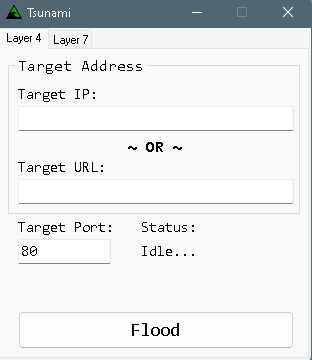 Tsunami
Layer 4 Layer 7
Target Address
Target IP:
~ OR ~
Target URL:
Target Port: Status:
80 Idle...
Flood